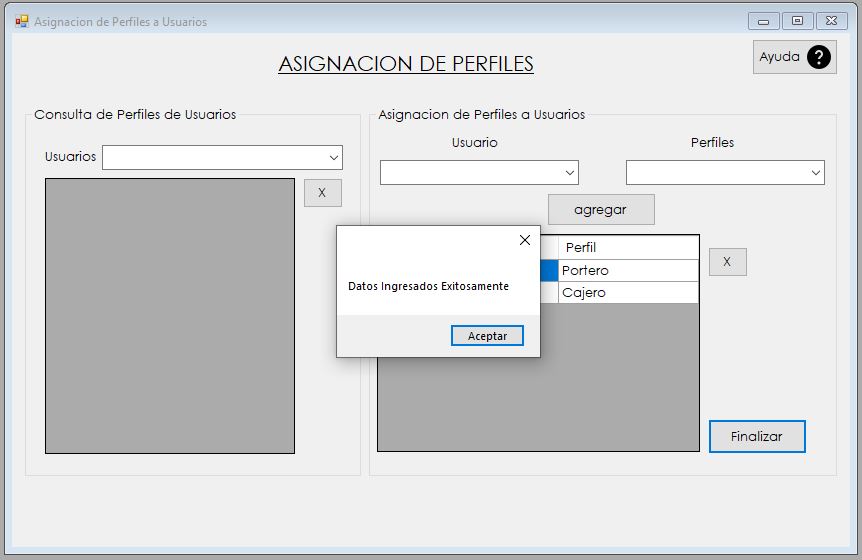 Asignacion de Perfiles a Usuarios
ASIGNACION DE PERFILES
Ayuda ?
Consulta de Perfiles de Usuarios
Usuarios
X
Asignacion de Perfiles a Usuarios
Usuario
Perfiles
agregar
Perfil
Portero
Cajero
X
Finalizar
Datos Ingresados Exitosamente
Aceptar